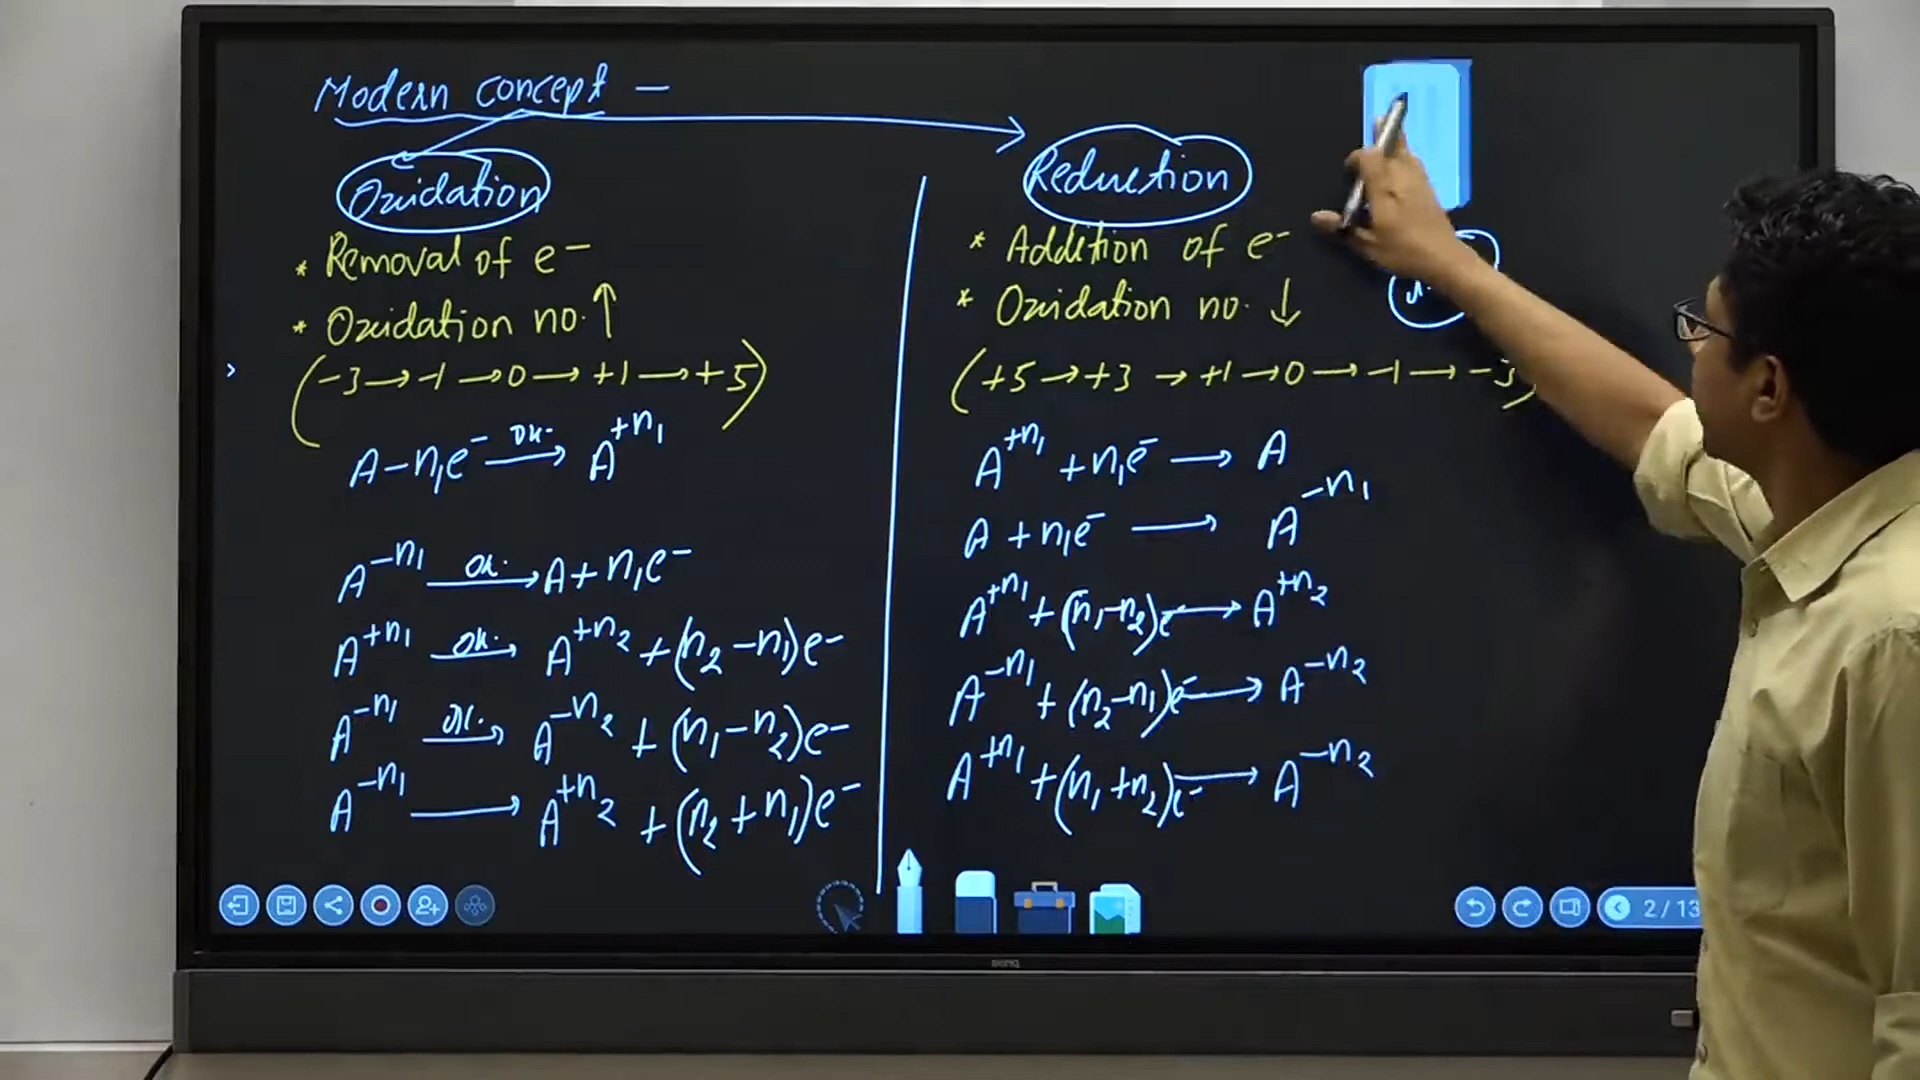 Modern concept —
Oxidation
* Removal of e⁻
* Oxidation no. ↑
(-3 → -1 → 0 → +1 → +5)
A - n₁e⁻ —ox.→ A⁺ⁿ¹
A⁻ⁿ¹ —ox.→ A + n₁e⁻
A⁺ⁿ¹ —ox.→ A⁺ⁿ² + (n₂ - n₁)e⁻
A⁻ⁿ¹ —ox.→ A⁻ⁿ² + (n₁ - n₂)e⁻
A⁻ⁿ¹ → A⁺ⁿ² + (n₂ + n₁)e⁻
Reduction
* Addition of e⁻
* Oxidation no. ↓
(+5 → +3 → +1 → 0 → -1 → -3)
A⁺ⁿ¹ + n₁e⁻ → A
A + n₁e⁻ → A⁻ⁿ¹
A⁺ⁿ¹ + (n₁-n₂)e⁻ → A⁺ⁿ²
A⁻ⁿ¹ + (n₂-n₁)e⁻ → A⁻ⁿ²
A⁺ⁿ¹ + (n₁+n₂)e⁻ → A⁻ⁿ²
2/13
BenQ